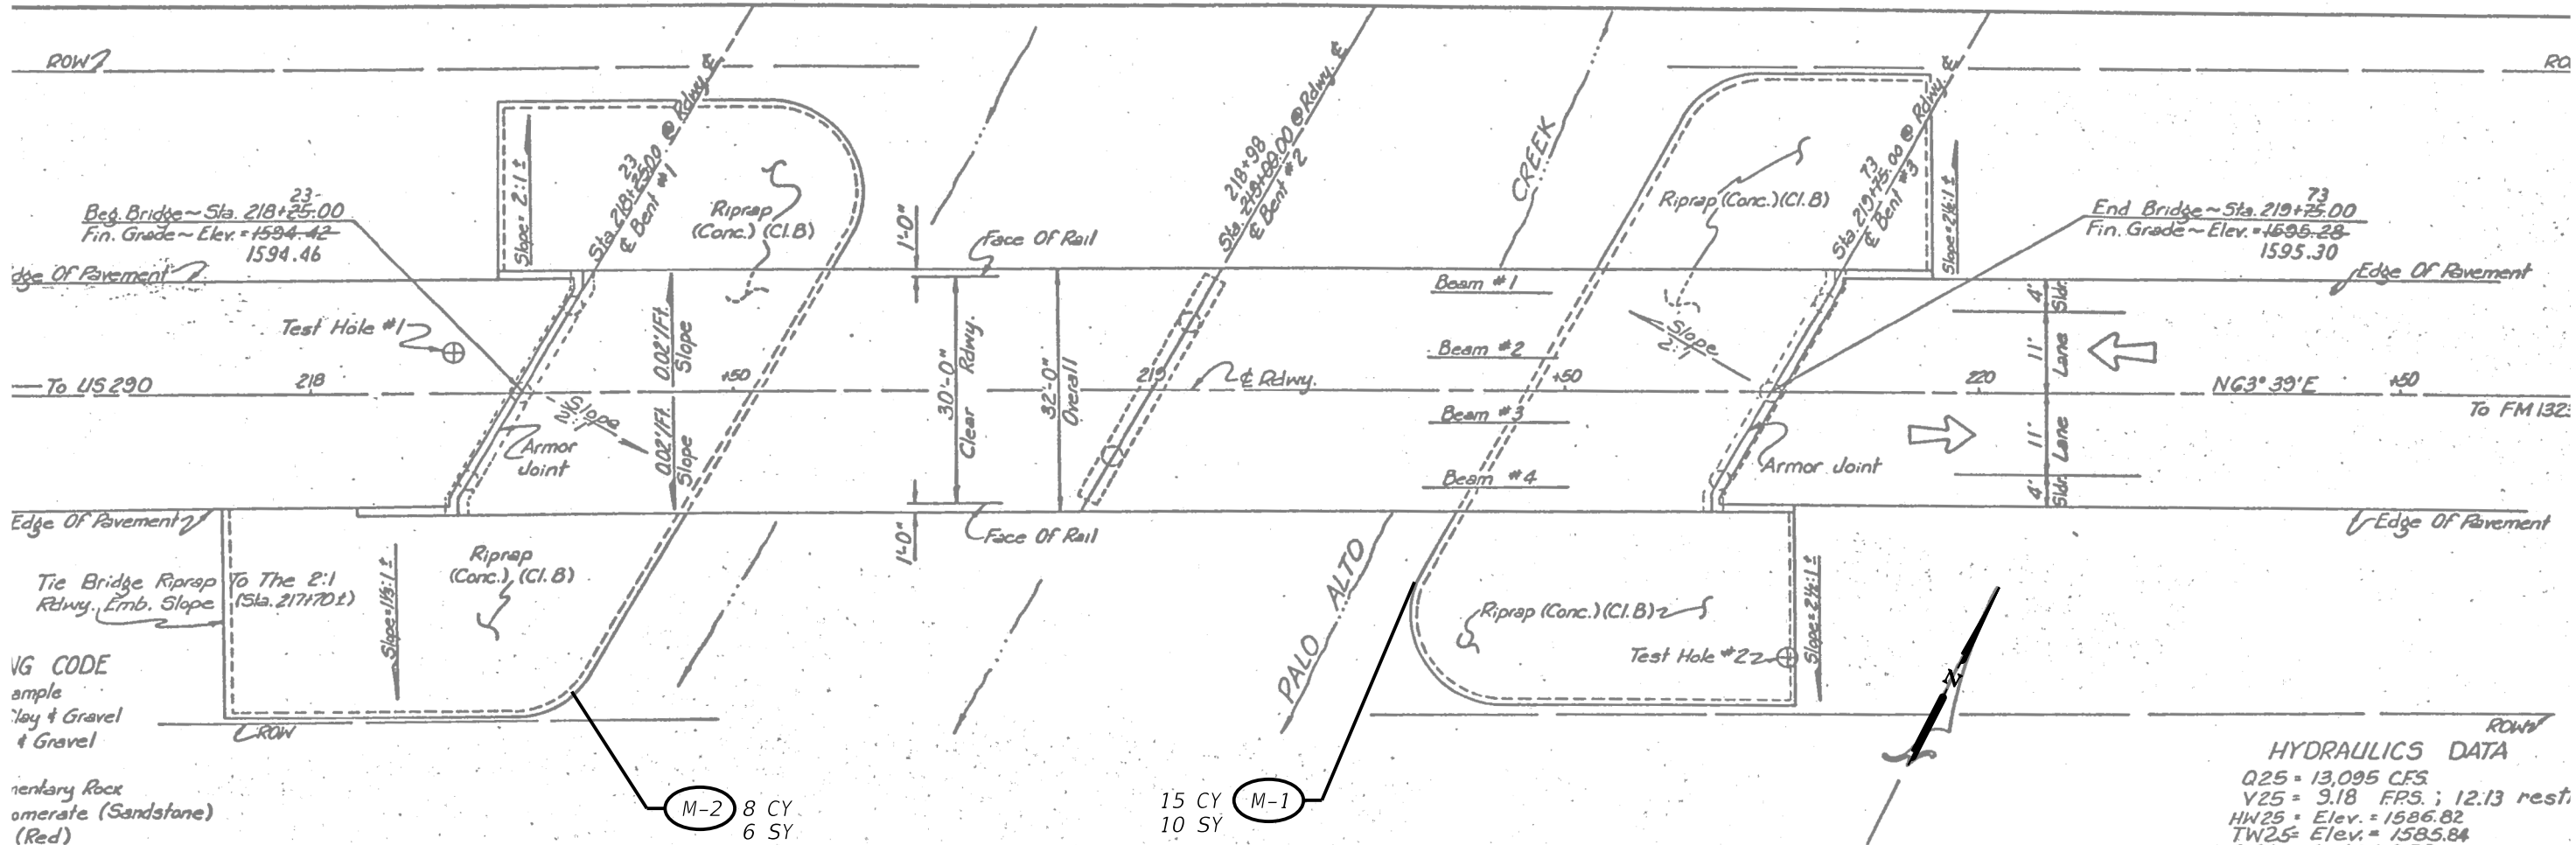 ROW
Slope = 2:1 ±
23
Sta. 218+25.00 @ Rdwy. ℄
℄ Bent #1
Riprap
(Conc.) (Cl.B)
218+98
Sta. 219+00.00 @ Rdwy. ℄
℄ Bent #2
CREEK
Riprap (Conc.)(Cl.B)
73
Sta. 219+75.00 @ Rdwy. ℄
℄ Bent #3
Slope = 2½:1 ±
23-
Beg. Bridge ~ Sta. 218+25.00
Fin. Grade ~ Elev. = 1594.42
1594.46
73
End Bridge ~ Sta. 219+75.00
Fin. Grade ~ Elev. = 1595.28
1595.30
1'-0"
Face Of Rail
dge Of Pavement
Edge Of Pavement
Test Hole #1
0.02'/Ft.
Slope
30'-0"
Clear Rdwy.
32'-0"
Overall
Beam #1
Beam #2
Beam #3
Beam #4
Slope
2:1
4'
Sldr.
11'
Lane
To US 290
218
+50
219
℄ Rdwy.
+50
220
N63° 39' E
+50
To FM 132
Slope
0.02'/Ft.
Slope
Armor
Joint
Armor Joint
11'
Lane
4'
Sldr.
Edge Of Pavement
1'-0"
Face Of Rail
Edge Of Pavement
Tie Bridge Riprap To The 2:1
Rdwy. Emb. Slope (Sta. 217+70±)
Slope = 1½:1 ±
Riprap
(Conc.) (Cl.B)
PALO ALTO
Riprap (Conc.)(Cl.B)
Test Hole #2
Slope = 2½:1 ±
N
NG CODE
ample
Clay & Gravel
& Gravel
mentary Rock
omerate (Sandstone)
(Red)
ROW
ROW
M-2
8 CY
6 SY
15 CY
10 SY
M-1
HYDRAULICS DATA
Q25 = 13,095 C.F.S.
V25 = 9.18 F.P.S. ; 12.13 restr
HW25 = Elev. = 1586.82
TW25 = Elev. = 1585.84